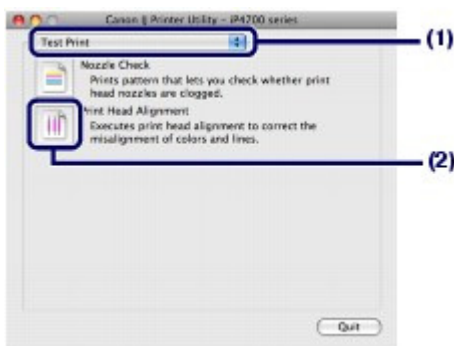 Canon IJ Printer Utility – iP4700 series
Test Print
(1)
Nozzle Check
Prints pattern that lets you check whether print
head nozzles are clogged.
Print Head Alignment
Executes print head alignment to correct the
misalignment of colors and lines.
(2)
Quit